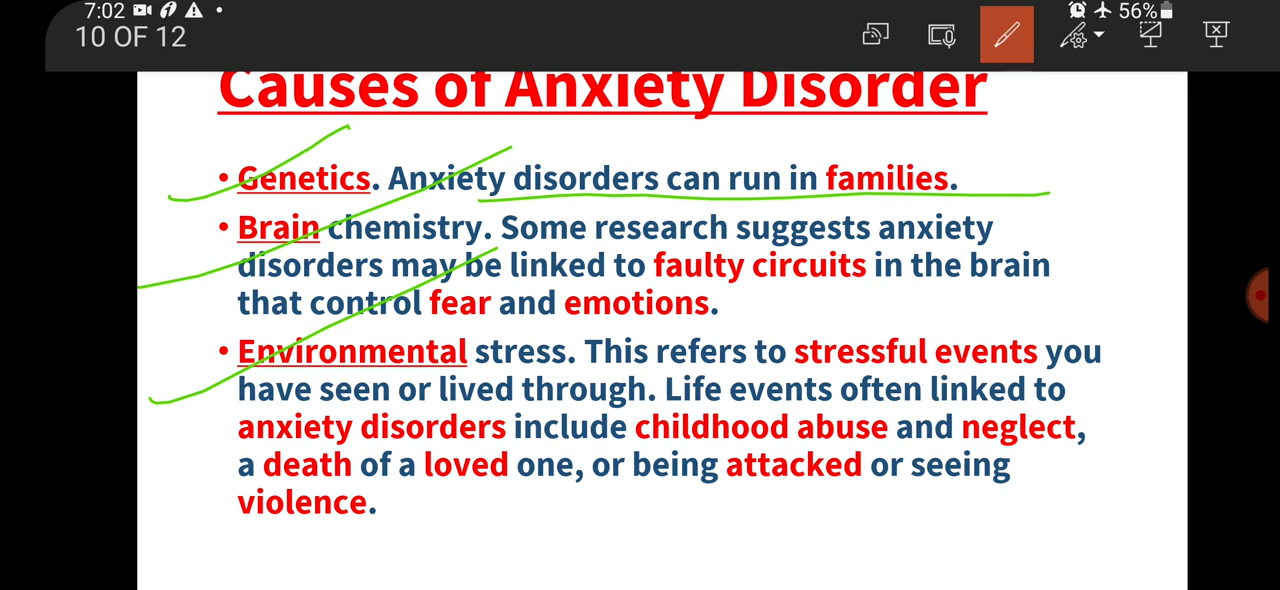 7:02
56%
10 OF 12
Causes of Anxiety Disorder
• Genetics. Anxiety disorders can run in families.
• Brain chemistry. Some research suggests anxiety
disorders may be linked to faulty circuits in the brain
that control fear and emotions.
• Environmental stress. This refers to stressful events you
have seen or lived through. Life events often linked to
anxiety disorders include childhood abuse and neglect,
a death of a loved one, or being attacked or seeing
violence.